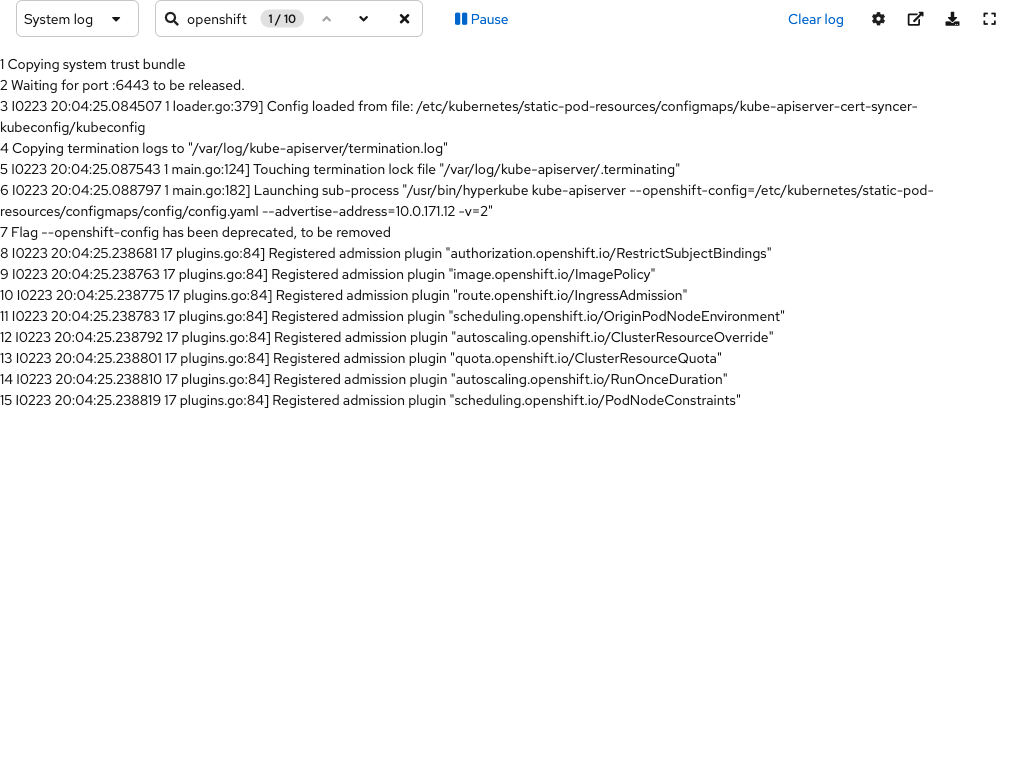 System log
openshift
1 / 10
Pause
Clear log
1 Copying system trust bundle
2 Waiting for port :6443 to be released.
3 I0223 20:04:25.084507 1 loader.go:379] Config loaded from file: /etc/kubernetes/static-pod-resources/configmaps/kube-apiserver-cert-syncer-
kubeconfig/kubeconfig
4 Copying termination logs to "/var/log/kube-apiserver/termination.log"
5 I0223 20:04:25.087543 1 main.go:124] Touching termination lock file "/var/log/kube-apiserver/.terminating"
6 I0223 20:04:25.088797 1 main.go:182] Launching sub-process "/usr/bin/hyperkube kube-apiserver --openshift-config=/etc/kubernetes/static-pod-
resources/configmaps/config/config.yaml --advertise-address=10.0.171.12 -v=2"
7 Flag --openshift-config has been deprecated, to be removed
8 I0223 20:04:25.238681 17 plugins.go:84] Registered admission plugin "authorization.openshift.io/RestrictSubjectBindings"
9 I0223 20:04:25.238763 17 plugins.go:84] Registered admission plugin "image.openshift.io/ImagePolicy"
10 I0223 20:04:25.238775 17 plugins.go:84] Registered admission plugin "route.openshift.io/IngressAdmission"
11 I0223 20:04:25.238783 17 plugins.go:84] Registered admission plugin "scheduling.openshift.io/OriginPodNodeEnvironment"
12 I0223 20:04:25.238792 17 plugins.go:84] Registered admission plugin "autoscaling.openshift.io/ClusterResourceOverride"
13 I0223 20:04:25.238801 17 plugins.go:84] Registered admission plugin "quota.openshift.io/ClusterResourceQuota"
14 I0223 20:04:25.238810 17 plugins.go:84] Registered admission plugin "autoscaling.openshift.io/RunOnceDuration"
15 I0223 20:04:25.238819 17 plugins.go:84] Registered admission plugin "scheduling.openshift.io/PodNodeConstraints"